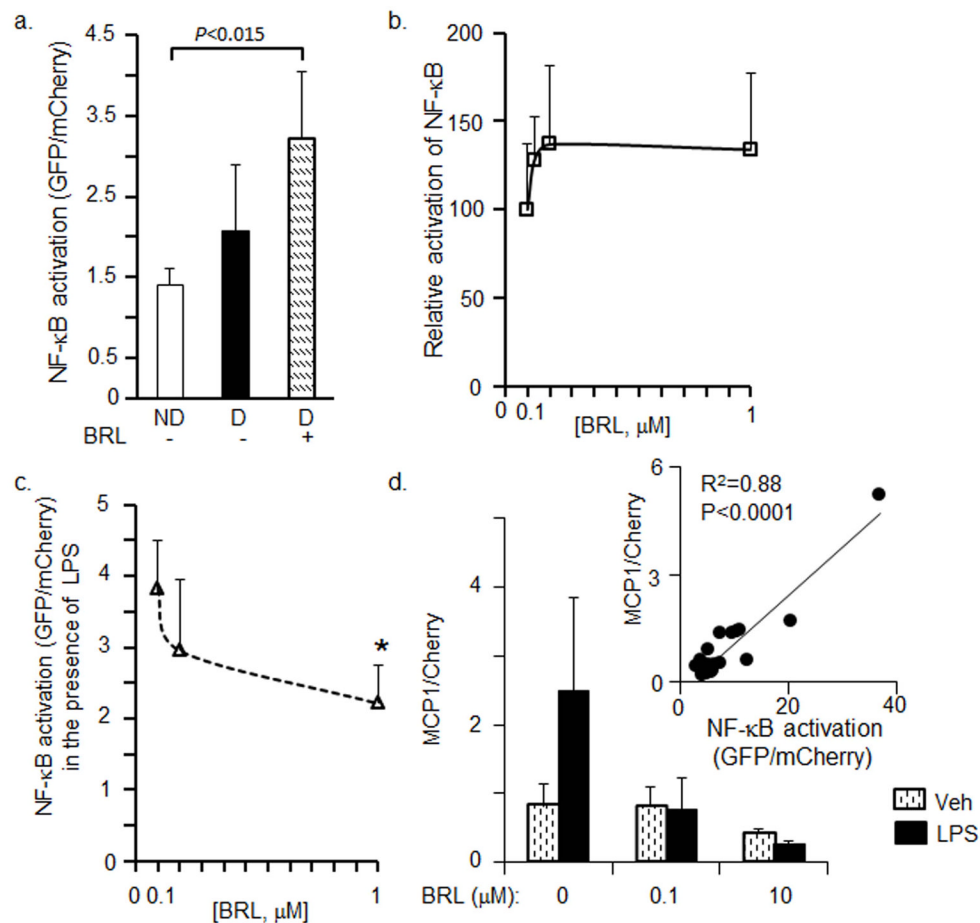 a.
P<0.015
NF-κB activation (GFP/mCherry)
4.5
3.5
2.5
1.5
0.5
0
ND D D
BRL - - +
b.
Relative activation of NF-κB
200
150
100
50
0
0 0.1 1
[BRL, μM]
c.
NF-κB activation (GFP/mCherry)
in the presence of LPS
5
4
3
2
1
0
*
0 0.1 1
[BRL, μM]
d.
MCP1/Cherry
4
2
0
BRL (μM): 0 0.1 10
R²=0.88
P<0.0001
MCP1/Cherry
6
3
0
0 20 40
NF-κB activation
(GFP/mCherry)
Veh
LPS